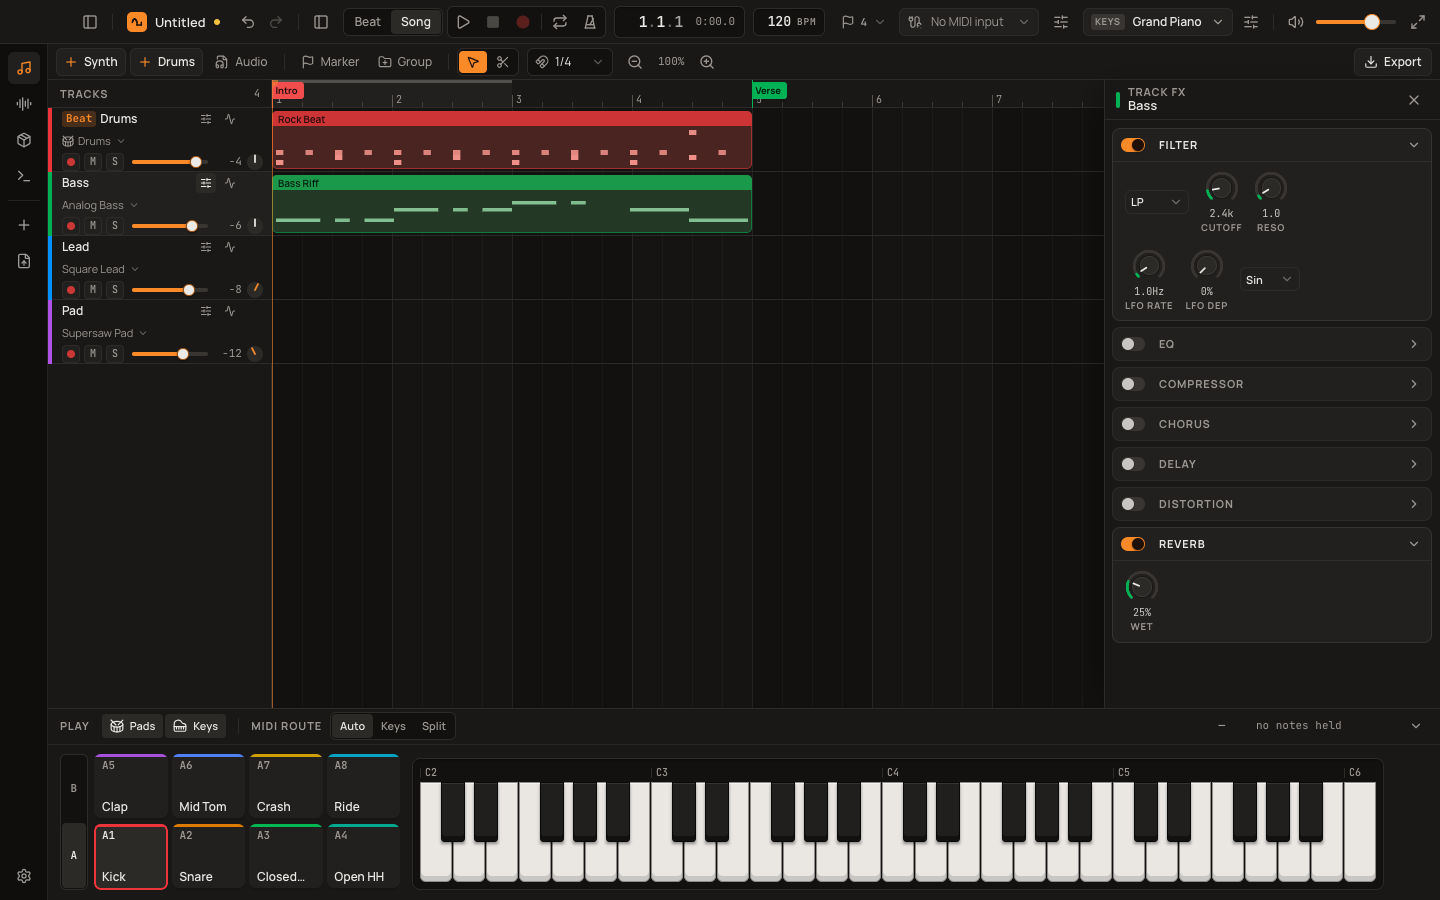 Untitled
Beat Song
1.1.1 0:00.0
120 BPM
4
No MIDI input
KEYS Grand Piano
Synth Drums Audio Marker Group
1/4
100%
Export
TRACKS 4
Intro
Verse
1 2 3 4 5 6 7
Beat Drums
Drums
M S -4
Rock Beat
Bass
Analog Bass
M S -6
Bass Riff
Lead
Square Lead
M S -8
Pad
Supersaw Pad
M S -12
TRACK FX
Bass
FILTER
LP
2.4k
CUTOFF
1.0
RESO
1.0Hz
LFO RATE
0%
LFO DEP
Sin
EQ
COMPRESSOR
CHORUS
DELAY
DISTORTION
REVERB
25%
WET
PLAY Pads Keys MIDI ROUTE Auto Keys Split
– no notes held
B
A
A5
Clap
A6
Mid Tom
A7
Crash
A8
Ride
A1
Kick
A2
Snare
A3
Closed...
A4
Open HH
C2 C3 C4 C5 C6